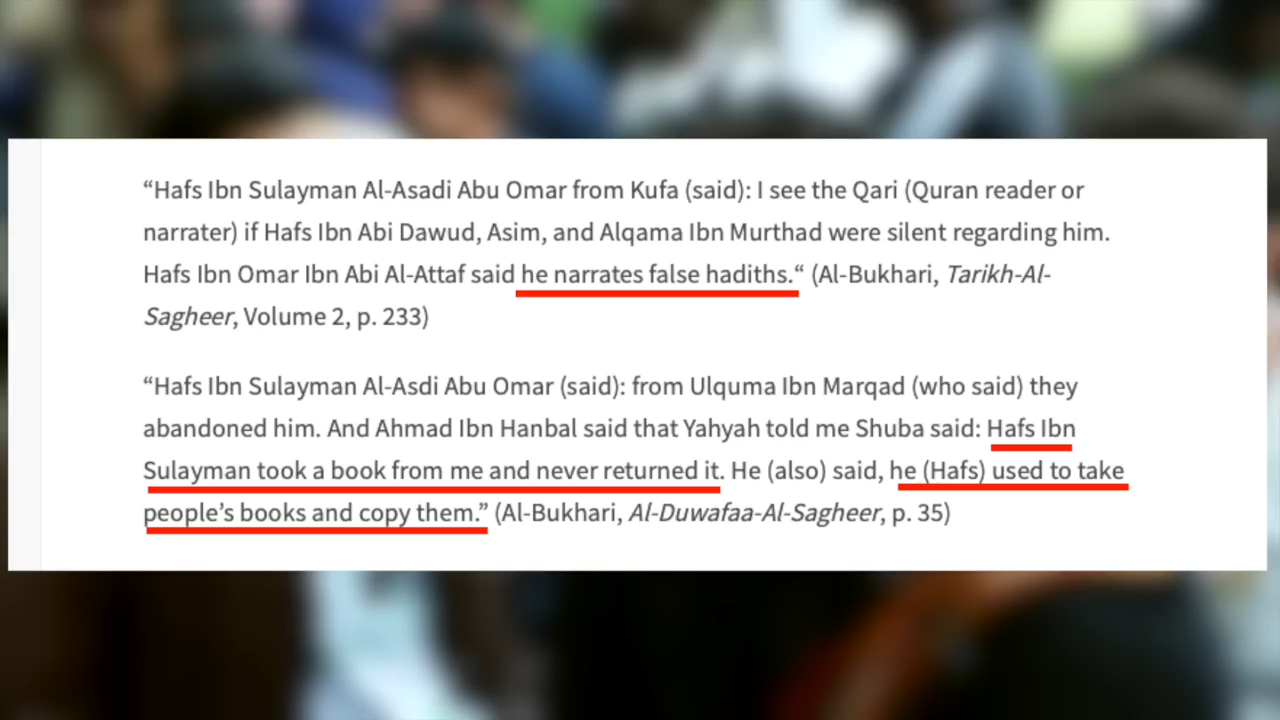 “Hafs Ibn Sulayman Al-Asadi Abu Omar from Kufa (said): I see the Qari (Quran reader or
narrater) if Hafs Ibn Abi Dawud, Asim, and Alqama Ibn Murthad were silent regarding him.
Hafs Ibn Omar Ibn Abi Al-Attaf said he narrates false hadiths.“ (Al-Bukhari, Tarikh-Al-
Sagheer, Volume 2, p. 233)
“Hafs Ibn Sulayman Al-Asdi Abu Omar (said): from Ulquma Ibn Marqad (who said) they
abandoned him. And Ahmad Ibn Hanbal said that Yahyah told me Shuba said: Hafs Ibn
Sulayman took a book from me and never returned it. He (also) said, he (Hafs) used to take
people’s books and copy them.” (Al-Bukhari, Al-Duwafaa-Al-Sagheer, p. 35)